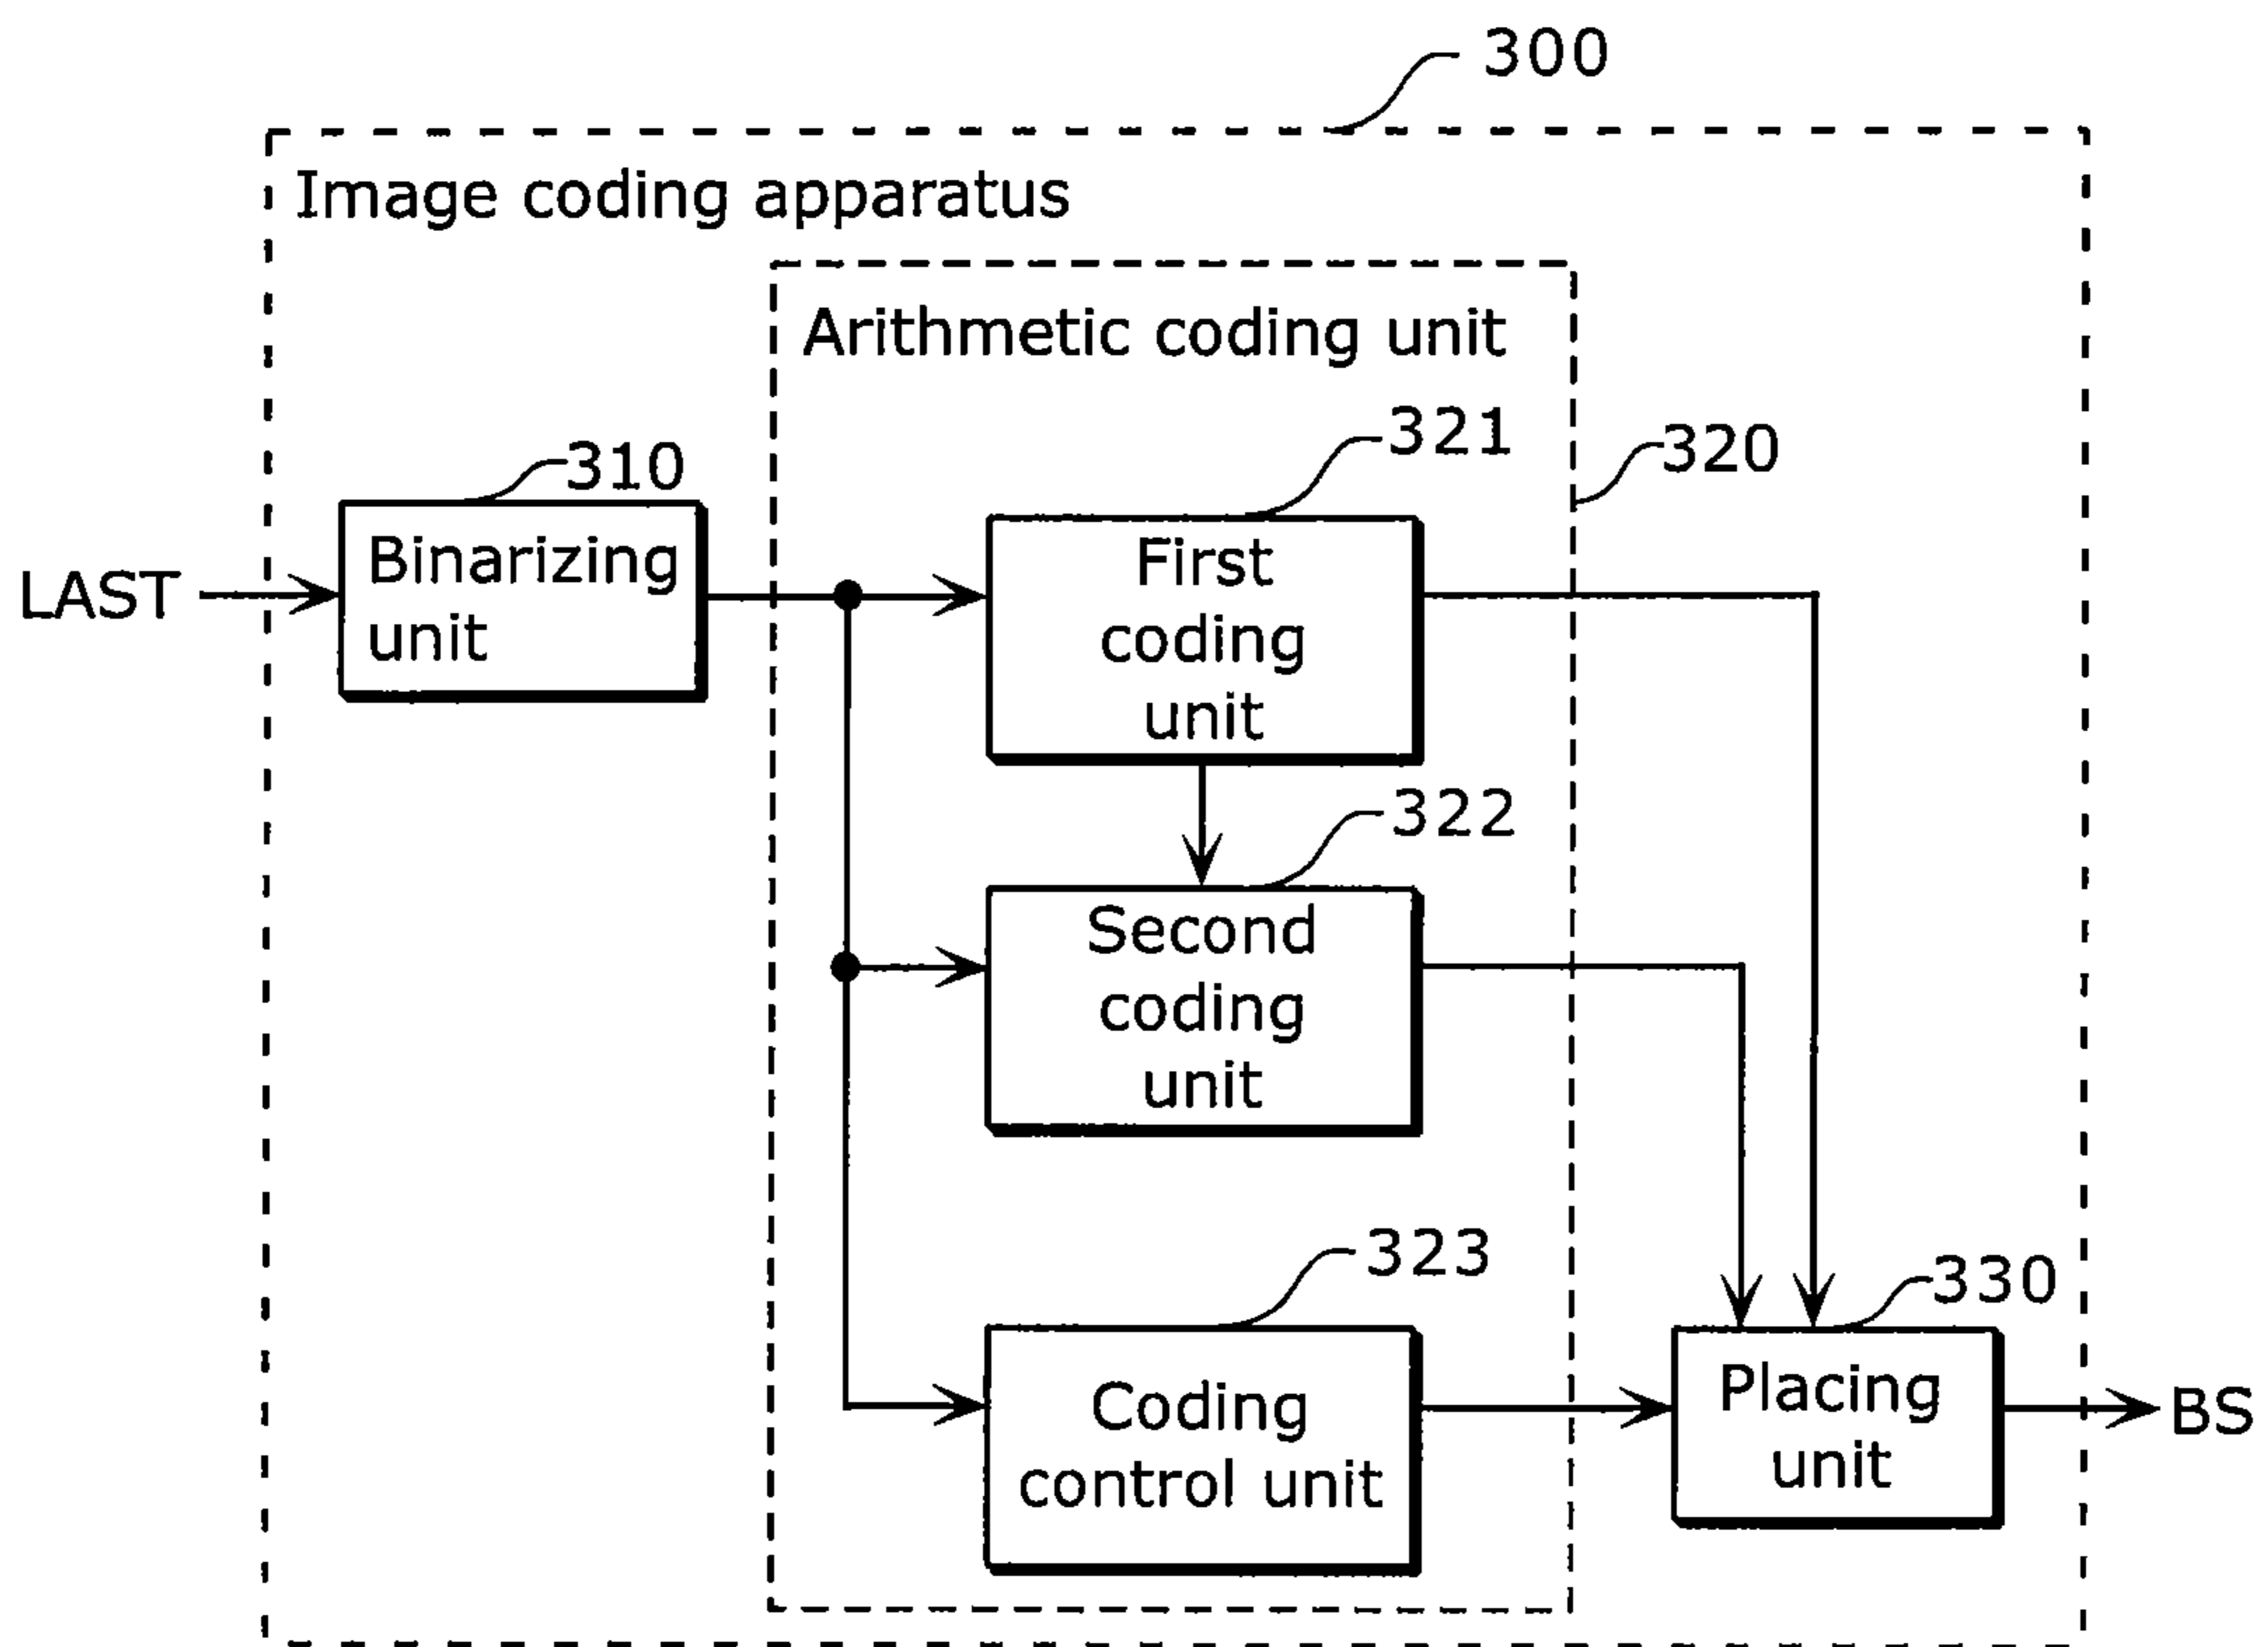 300
Image coding apparatus
Arithmetic coding unit
321
320
310
Binarizing
unit
First
coding
unit
LAST
322
Second
coding
unit
323
330
Coding
control unit
Placing
unit
BS